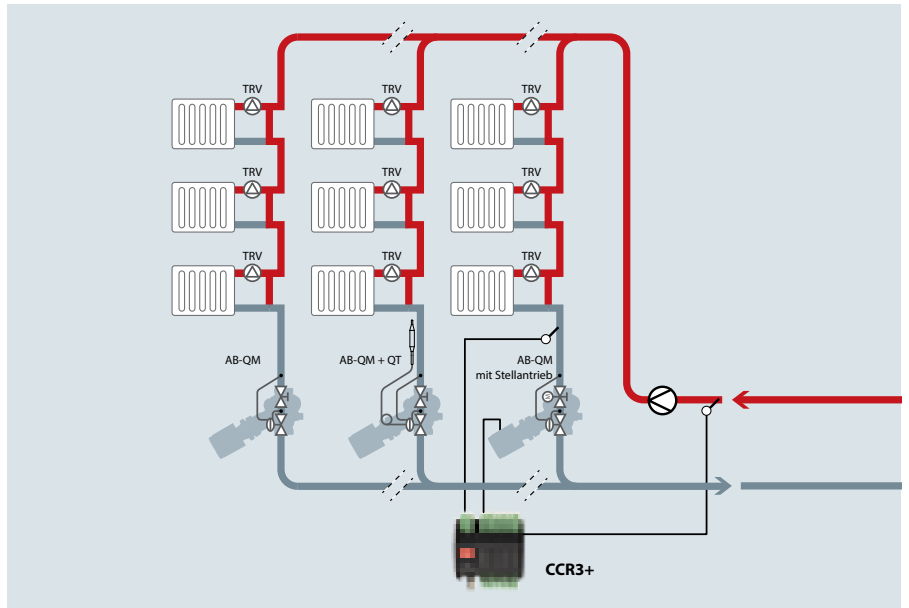 TRV TRV TRV
TRV TRV TRV
TRV TRV TRV
AB-QM
AB-QM + QT
AB-QM
mit Stellantrieb
M
CCR3+